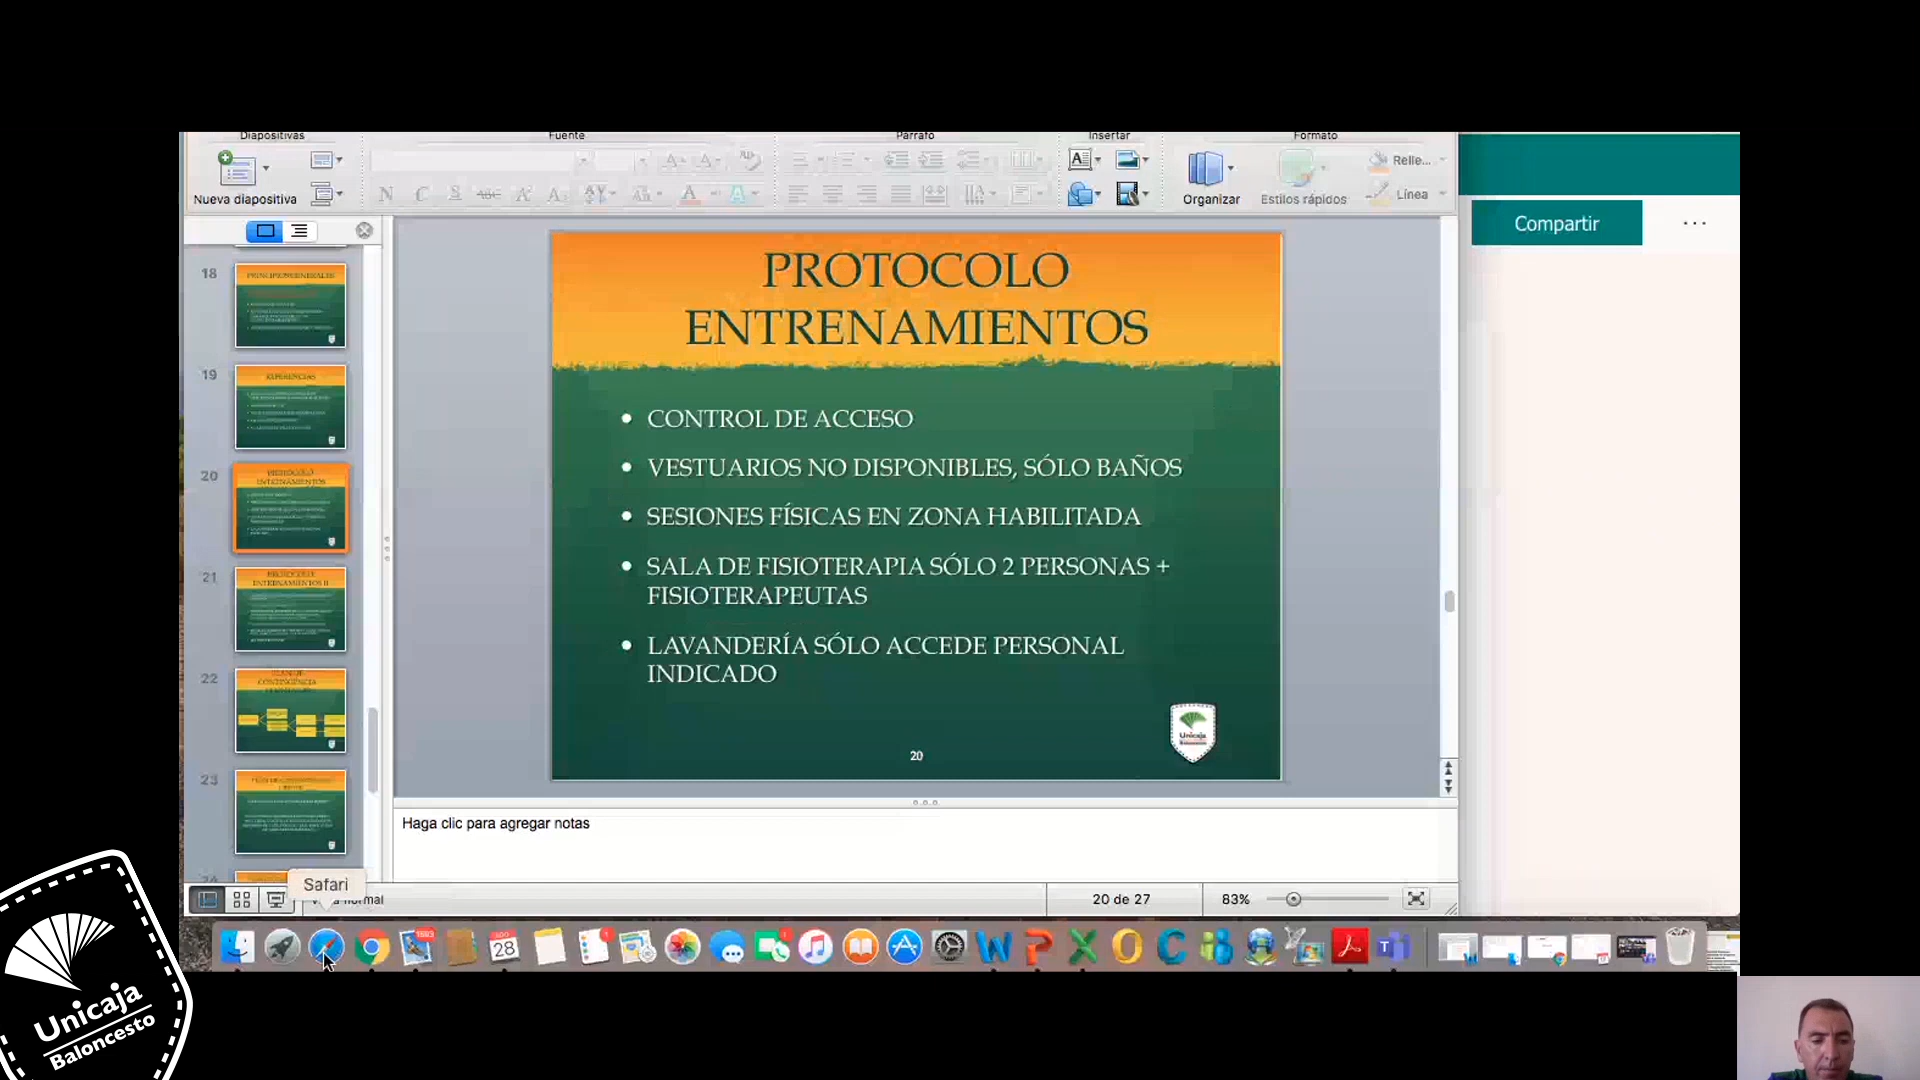 Diapositivas
Fuente
Párrafo
Insertar
Formato
Nueva diapositiva
Organizar
Estilos rápidos
Relle...
Línea
Compartir
18
19
20
21
22
23
PROTOCOLO
ENTRENAMIENTOS
• CONTROL DE ACCESO
• VESTUARIOS NO DISPONIBLES, SÓLO BAÑOS
• SESIONES FÍSICAS EN ZONA HABILITADA
• SALA DE FISIOTERAPIA SÓLO 2 PERSONAS +
FISIOTERAPEUTAS
• LAVANDERÍA SÓLO ACCEDE PERSONAL
INDICADO
Unicaja
20
Haga clic para agregar notas
Safari
normal
20 de 27
83%
28
Unicaja
Baloncesto